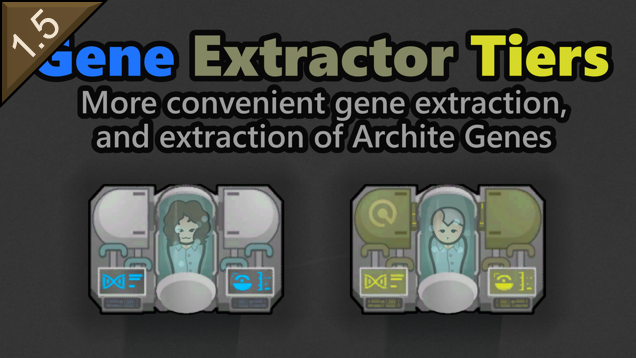 1.5
Gene Extractor Tiers
More convenient gene extraction,
and extraction of Archite Genes